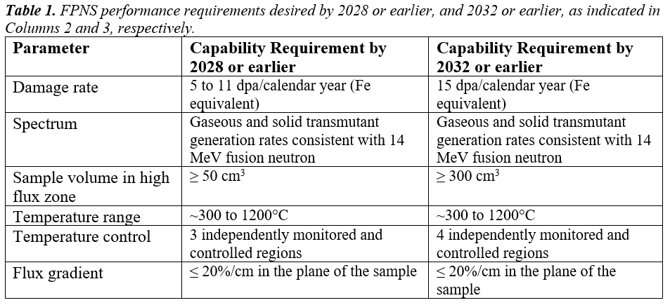 Table 1. FPNS performance requirements desired by 2028 or earlier, and 2032 or earlier, as indicated in
Columns 2 and 3, respectively.
Parameter
Capability Requirement by
2028 or earlier
Capability Requirement by
2032 or earlier
Damage rate
5 to 11 dpa/calendar year (Fe
equivalent)
15 dpa/calendar year (Fe
equivalent)
Spectrum
Gaseous and solid transmutant
generation rates consistent with 14
MeV fusion neutron
Gaseous and solid transmutant
generation rates consistent with 14
MeV fusion neutron
Sample volume in high
flux zone
≥ 50 cm³
≥ 300 cm³
Temperature range
~300 to 1200°C
~300 to 1200°C
Temperature control
3 independently monitored and
controlled regions
4 independently monitored and
controlled regions
Flux gradient
≤ 20%/cm in the plane of the sample
≤ 20%/cm in the plane of the
sample